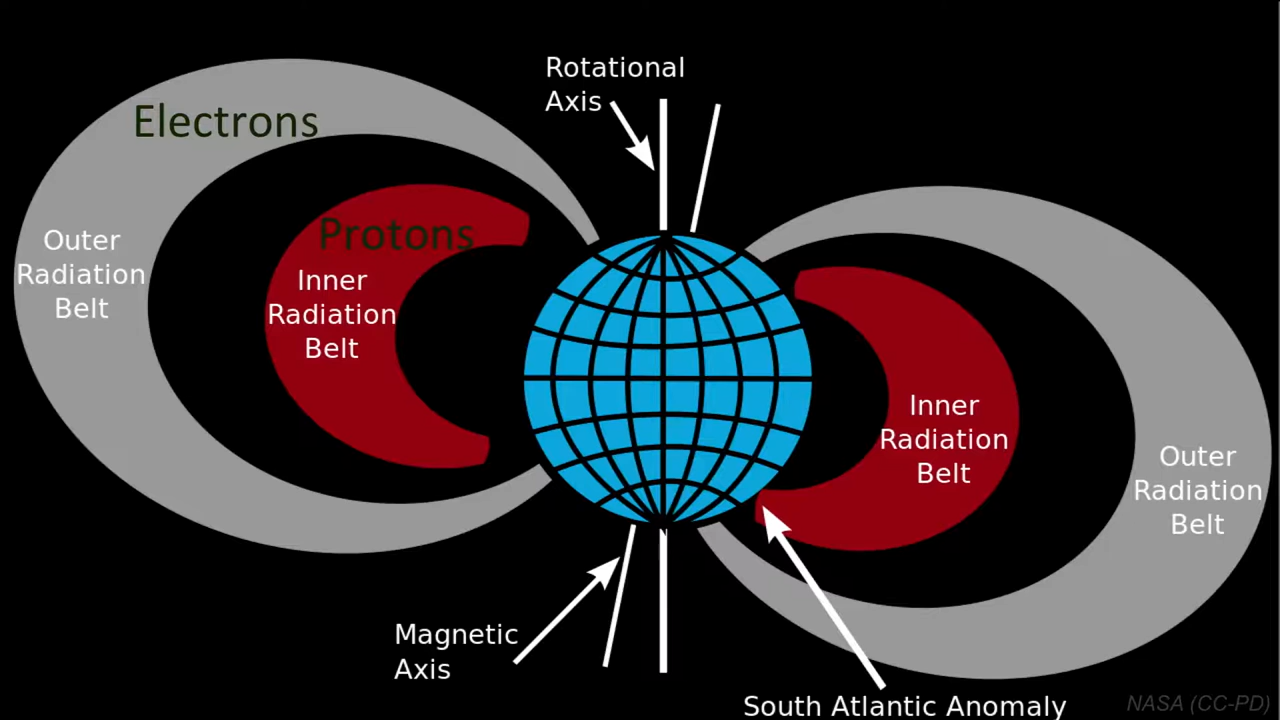 Rotational
Axis
Electrons
Protons
Outer
Radiation
Belt
Inner
Radiation
Belt
Inner
Radiation
Belt
Outer
Radiation
Belt
Magnetic
Axis
South Atlantic Anomaly
NASA (CC-PD)